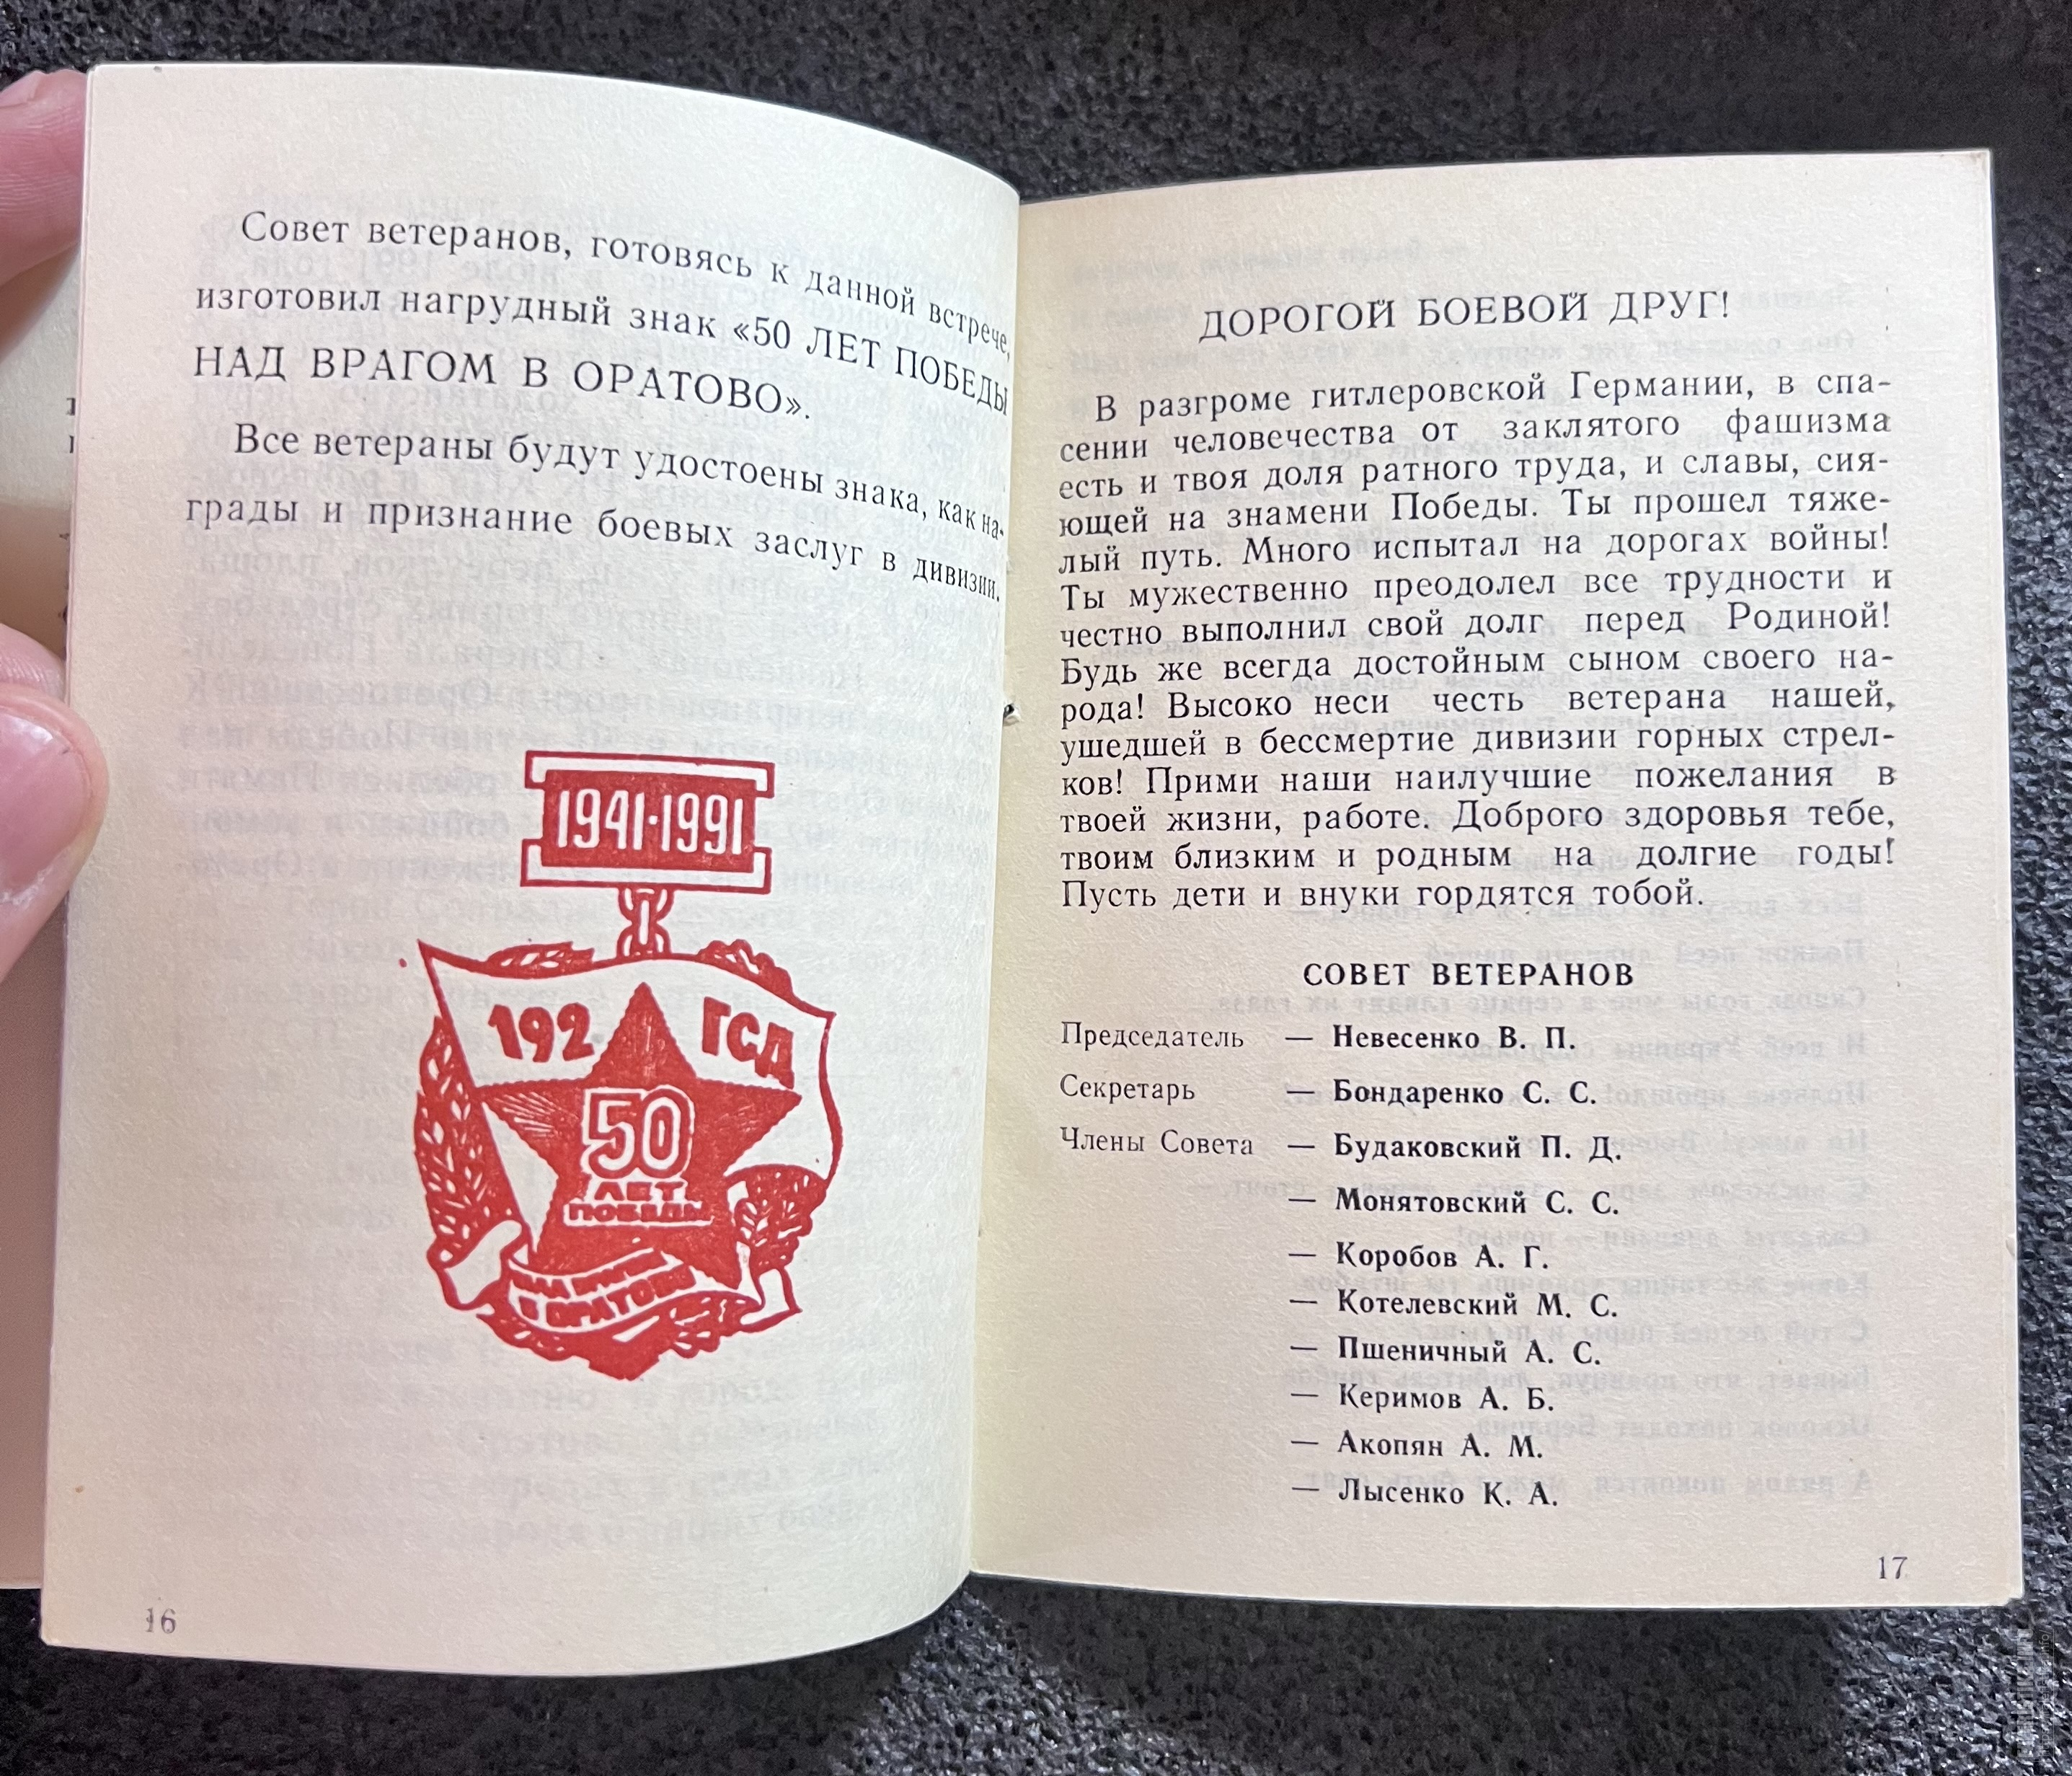 Совет ветеранов, готовясь к данной встрече,
изготовил нагрудный знак «50 ЛЕТ ПОБЕДЫ
НАД ВРАГОМ В ОРАТОВО».
Все ветераны будут удостоены знака, как на-
грады и признание боевых заслуг в дивизии.
1941·1991
192 ГСД
50
ЛЕТ
ПОБЕДЫ
НАД ВРАГОМ
В ОРАТОВО
16
ДОРОГОЙ БОЕВОЙ ДРУГ!
В разгроме гитлеровской Германии, в спа-
сении человечества от заклятого фашизма
есть и твоя доля ратного труда, и славы, сия-
ющей на знамени Победы. Ты прошел тяже-
лый путь. Много испытал на дорогах войны!
Ты мужественно преодолел все трудности и
честно выполнил свой долг перед Родиной!
Будь же всегда достойным сыном своего на-
рода! Высоко неси честь ветерана нашей,
ушедшей в бессмертие дивизии горных стрел-
ков! Прими наши наилучшие пожелания в
твоей жизни, работе. Доброго здоровья тебе,
твоим близким и родным на долгие годы!
Пусть дети и внуки гордятся тобой.
СОВЕТ ВЕТЕРАНОВ
Председатель — Невесенко В. П.
Секретарь — Бондаренко С. С.
Члены Совета — Будаковский П. Д.
— Монятовский С. С.
— Коробов А. Г.
— Котелевский М. С.
— Пшеничный А. С.
— Керимов А. Б.
— Акопян А. М.
— Лысенко К. А.
17